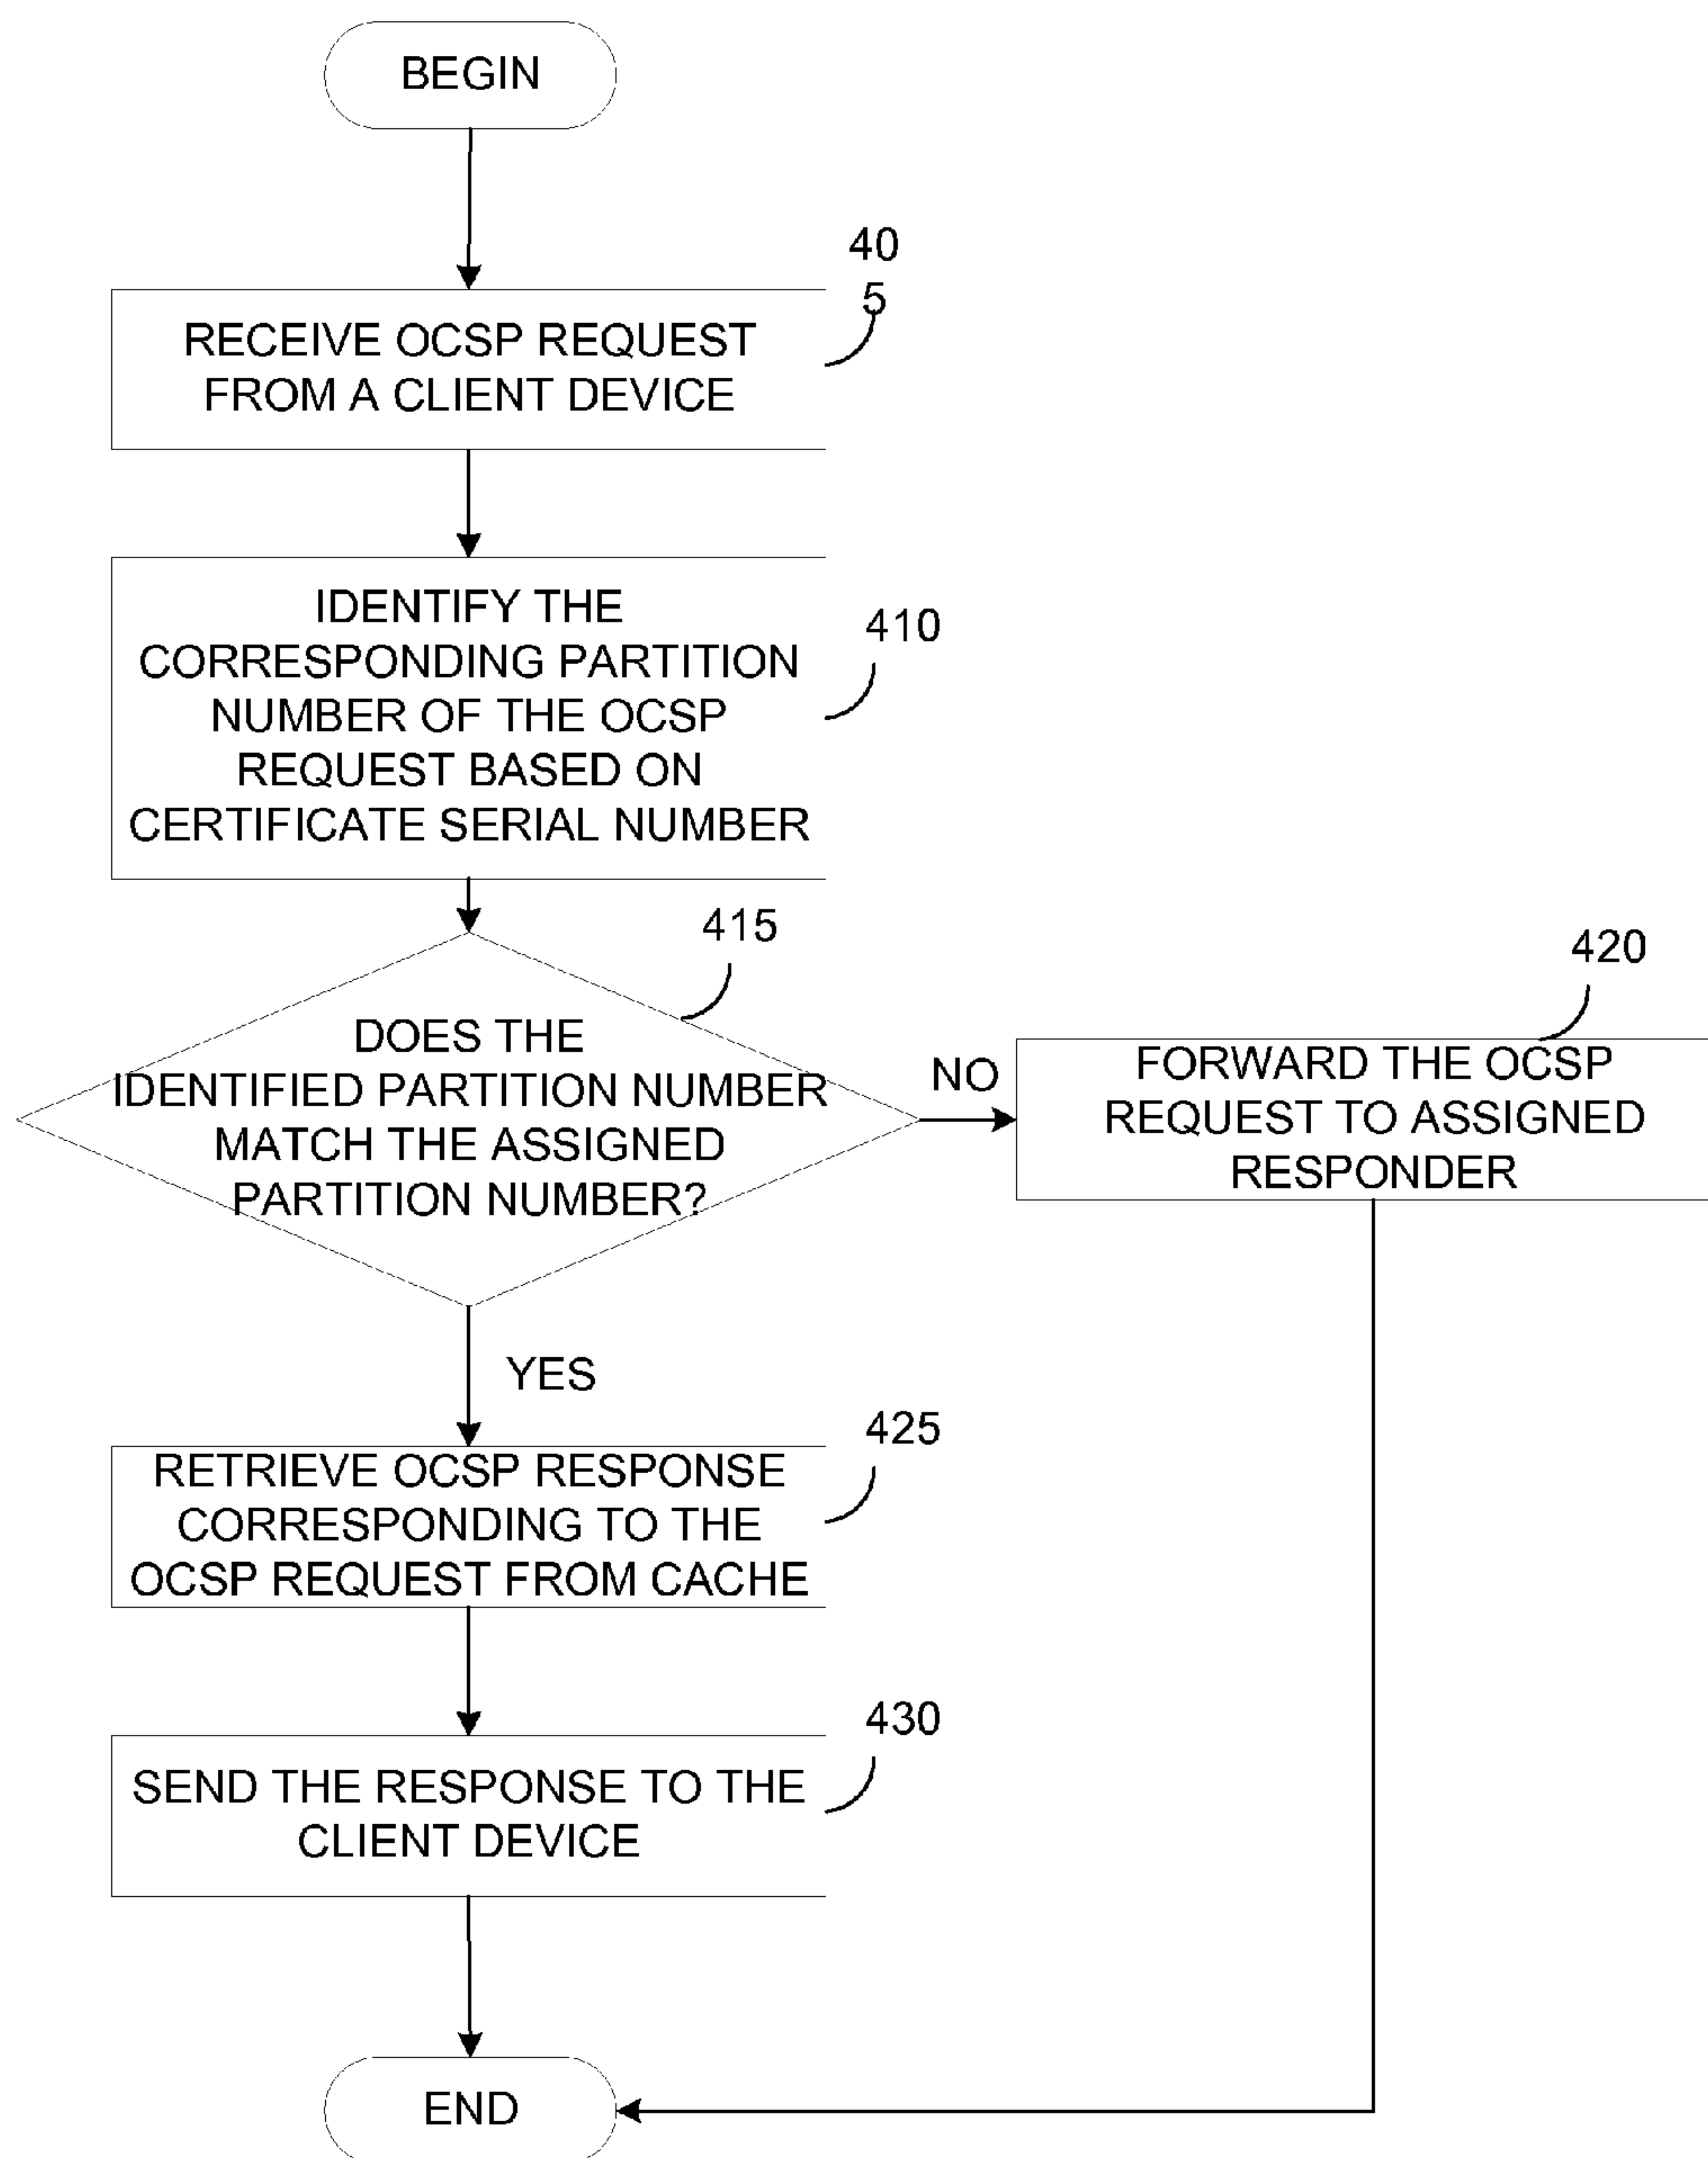 BEGIN
40
5
RECEIVE OCSP REQUEST
FROM A CLIENT DEVICE
410
IDENTIFY THE
CORRESPONDING PARTITION
NUMBER OF THE OCSP
REQUEST BASED ON
CERTIFICATE SERIAL NUMBER
415
DOES THE
IDENTIFIED PARTITION NUMBER
MATCH THE ASSIGNED
PARTITION NUMBER?
NO
420
FORWARD THE OCSP
REQUEST TO ASSIGNED
RESPONDER
YES
425
RETRIEVE OCSP RESPONSE
CORRESPONDING TO THE
OCSP REQUEST FROM CACHE
430
SEND THE RESPONSE TO THE
CLIENT DEVICE
END